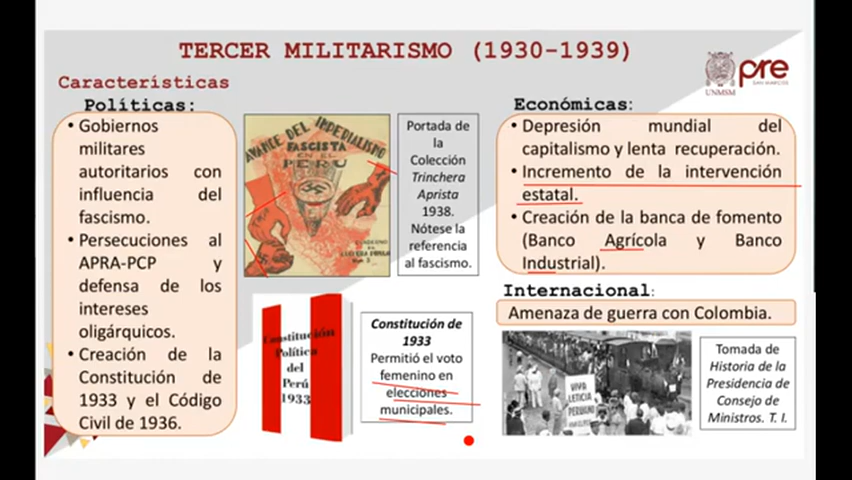 TERCER MILITARISMO (1930-1939)
pre
SAN MARCOS
UNMSM
Características
Políticas:
• Gobiernos
militares
autoritarios con
influencia del
fascismo.
• Persecuciones al
APRA-PCP y
defensa de los
intereses
oligárquicos.
• Creación de la
Constitución de
1933 y el Código
Civil de 1936.
AVANCE DEL IMPERIALISMO
FASCISTA
EN EL
PERU
Portada de
la
Colección
Trinchera
Aprista
1938.
Nótese la
referencia
al fascismo.
Constitución
Política
del
Perú
1933
Constitución de
1933
Permitió el voto
femenino en
elecciones
municipales.
Económicas:
• Depresión mundial del
capitalismo y lenta recuperación.
• Incremento de la intervención
estatal.
• Creación de la banca de fomento
(Banco Agrícola y Banco
Industrial).
Internacional:
Amenaza de guerra con Colombia.
VIVA
LETICIA
PERUANO
Tomada de
Historia de la
Presidencia de
Consejo de
Ministros. T. I.